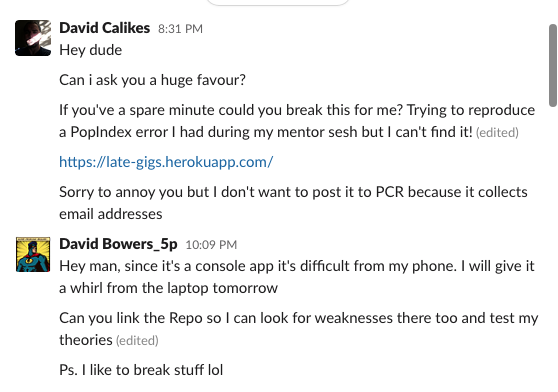 David Calikes 8:31 PM
Hey dude
Can i ask you a huge favour?
If you've a spare minute could you break this for me? Trying to reproduce
a PopIndex error I had during my mentor sesh but I can't find it! (edited)
https://late-gigs.herokuapp.com/
Sorry to annoy you but I don't want to post it to PCR because it collects
email addresses
David Bowers_5p 10:09 PM
Hey man, since it's a console app it's difficult from my phone. I will give it
a whirl from the laptop tomorrow
Can you link the Repo so I can look for weaknesses there too and test my
theories (edited)
Ps. I like to break stuff lol